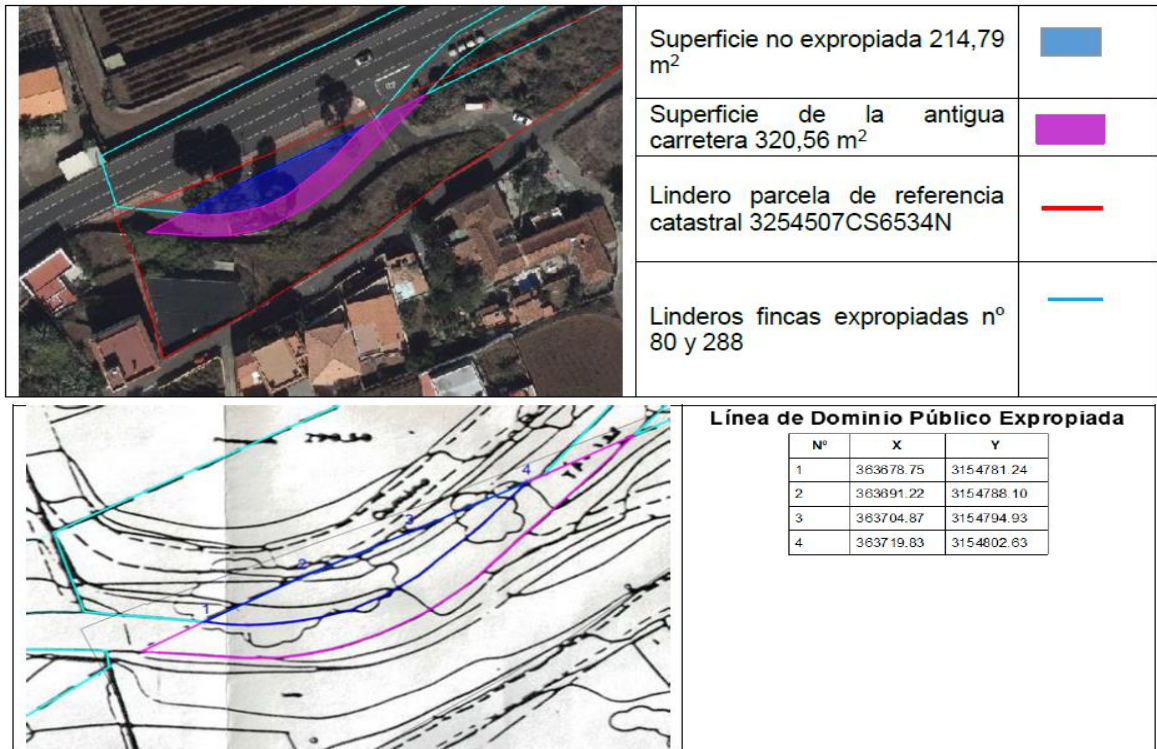 Superficie no expropiada 214,79
m²
Superficie de la antigua
carretera 320,56 m²
Lindero parcela de referencia
catastral 3254507CS6534N
Linderos fincas expropiadas nº
80 y 288
1
2
3
4
Línea de Dominio Público Expropiada
Nº X Y
1 363678.75 3154781.24
2 363691.22 3154788.10
3 363704.87 3154794.93
4 363719.83 3154802.63